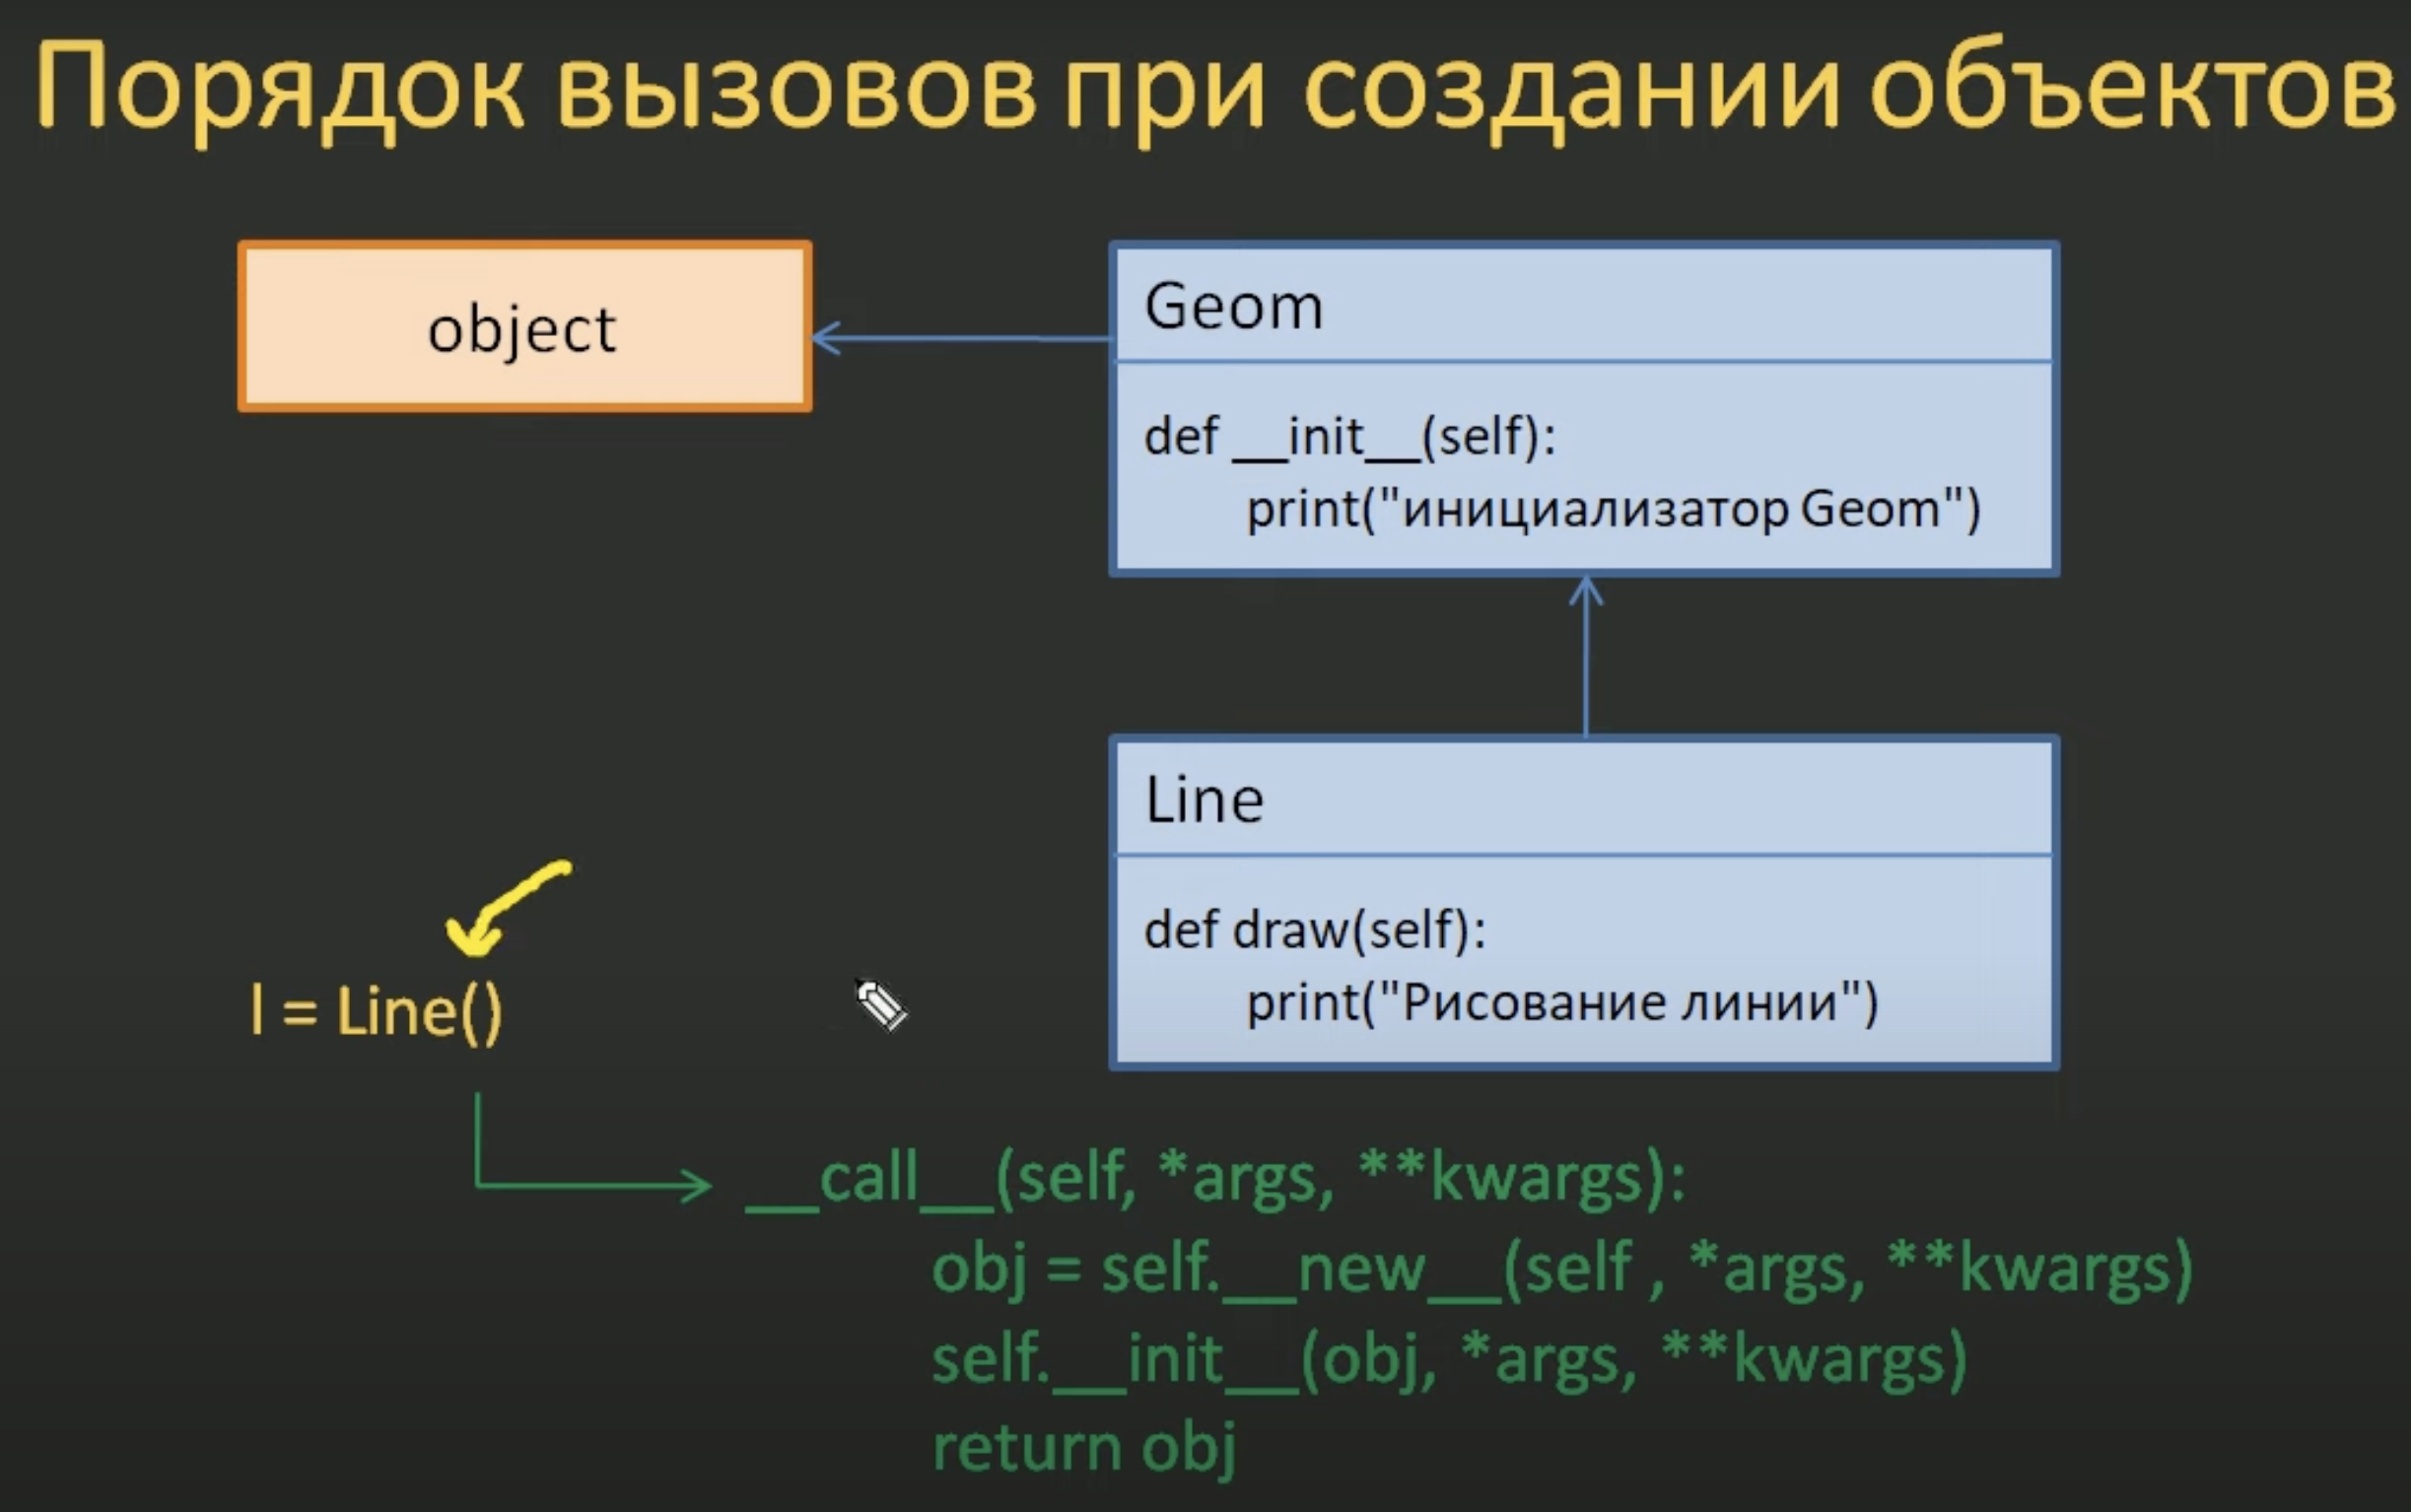 Порядок вызовов при создании объектов
object
Geom
def __init__(self):
print("инициализатор Geom")
Line
def draw(self):
print("Рисование линии")
l = Line()
__call__(self, *args, **kwargs):
obj = self.__new__(self , *args, **kwargs)
self.__init__(obj, *args, **kwargs)
return obj